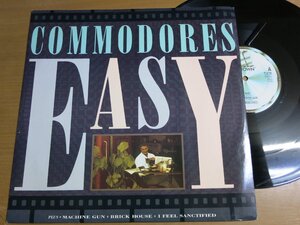 COMMODORES
EASY
PLUS • MACHINE GUN • BRICK HOUSE • I FEEL SANCTIFIED
A